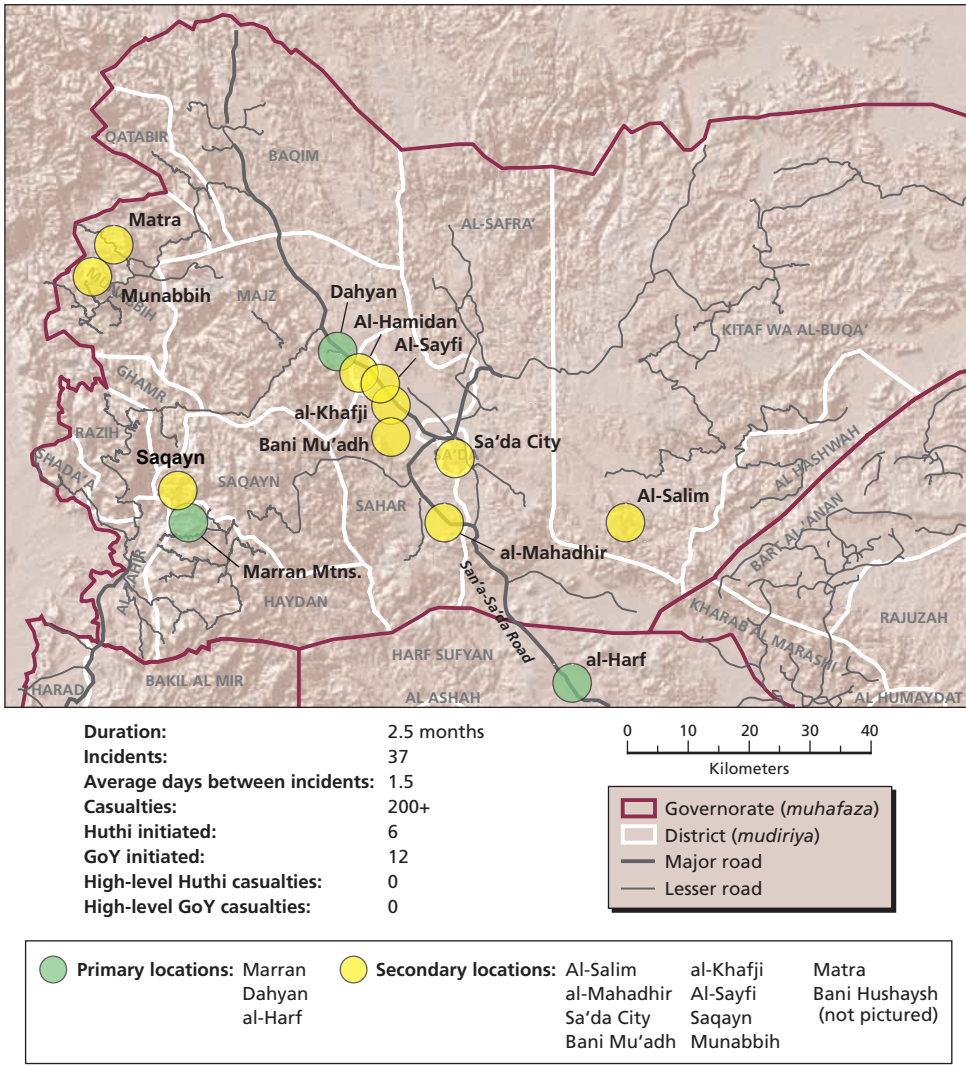 QATABIR
BAQIM
Matra
AL-SAFRA'
MUNABBIH
Munabbih
MAJZ
Dahyan
Al-Hamidan
Al-Sayfi
KITAF WA AL-BUQA'
GHAMR
al-Khafji
RAZIH
Bani Mu'adh
Sa'da City
SA'DA
AL HASHWAH
Saqayn
SHADA'A
SAQAYN
Al-Salim
SAHAR
BART AL 'ANAN
al-Mahadhir
Marran Mtns.
AL ZAHIR
HAYDAN
San'a-Sa'da Road
KHARAB AL MARASHI
RAJUZAH
HARF SUFYAN
al-Harf
BAKIL AL MIR
HARAD
AL ASHAH
AL HUMAYDAT
Duration: 2.5 months
Incidents: 37
Average days between incidents: 1.5
Casualties: 200+
Huthi initiated: 6
GoY initiated: 12
High-level Huthi casualties: 0
High-level GoY casualties: 0
0 10 20 30 40
Kilometers
Governorate (muhafaza)
District (mudiriya)
Major road
Lesser road
Primary locations: Marran
Dahyan
al-Harf
Secondary locations: Al-Salim al-Khafji Matra
al-Mahadhir Al-Sayfi Bani Hushaysh
Sa'da City Saqayn (not pictured)
Bani Mu'adh Munabbih